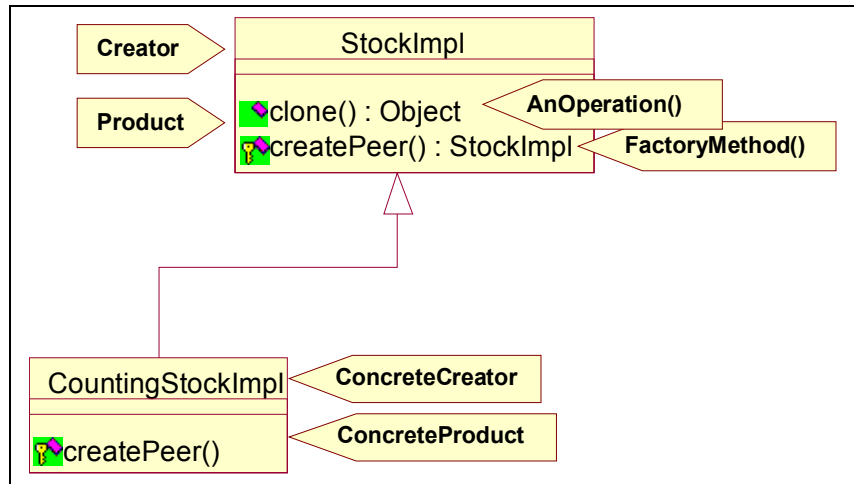 Creator
StockImpl
Product
clone() : Object
AnOperation()
createPeer() : StockImpl
FactoryMethod()
CountingStockImpl
ConcreteCreator
ConcreteProduct
createPeer()